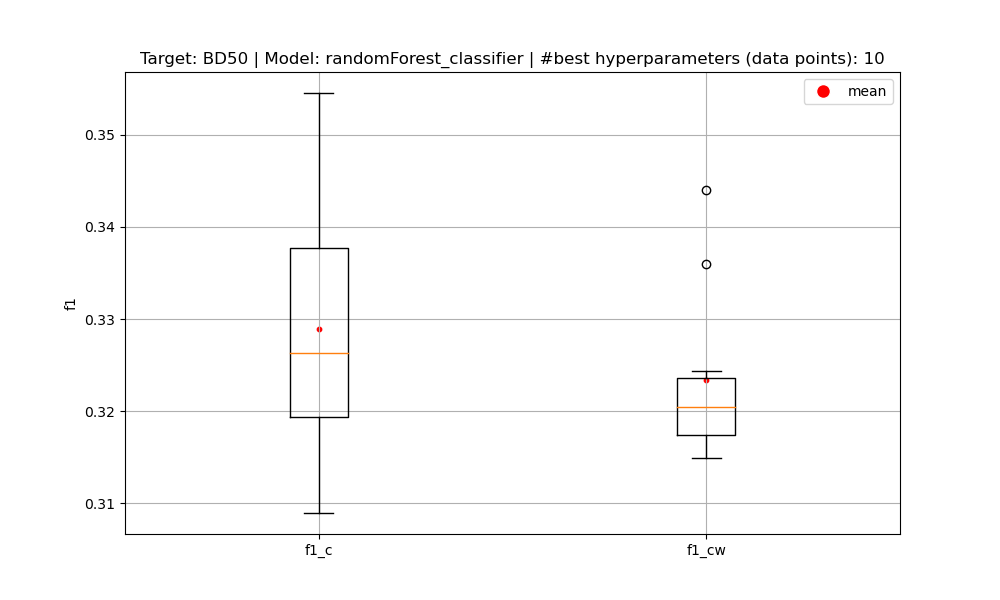 Target: BD50 | Model: randomForest_classifier | #best hyperparameters (data points): 10
mean
0.35
0.34
0.33
0.32
0.31
f1
f1_c
f1_cw